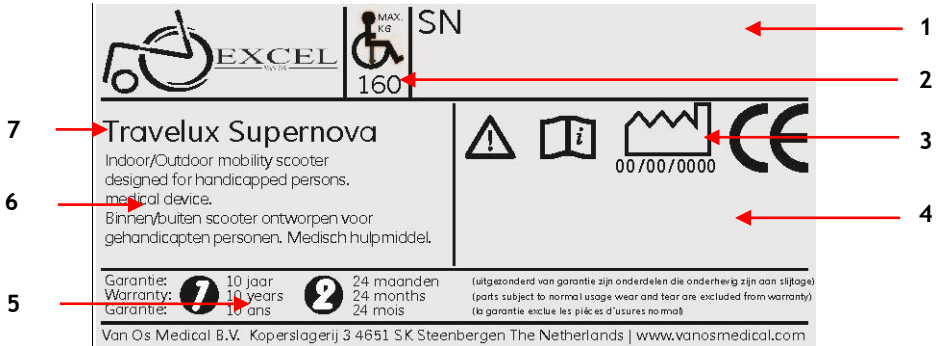 EXCEL
VAN OS
MAX.
KG
160
SN
1
2
7
Travelux Supernova
Indoor/Outdoor mobility scooter
designed for handicapped persons.
medical device.
Binnen/buiten scooter ontworpen voor
gehandicapten personen. Medisch hulpmiddel.
6
i
00/00/0000
CE
3
4
5
Garantie: 1 10 jaar 2 24 maanden (uitgezonderd van garantie zijn onderdelen die onderhevig zijn aan slijtage)
Warranty: 10 years 24 months (parts subject to normal usage wear and tear are excluded from warranty)
Garantie: 10 ans 24 mois (la garantie exclue les piéces d'usures normal)
Van Os Medical B.V. Koperslagerij 3 4651 SK Steenbergen The Netherlands | www.vanosmedical.com